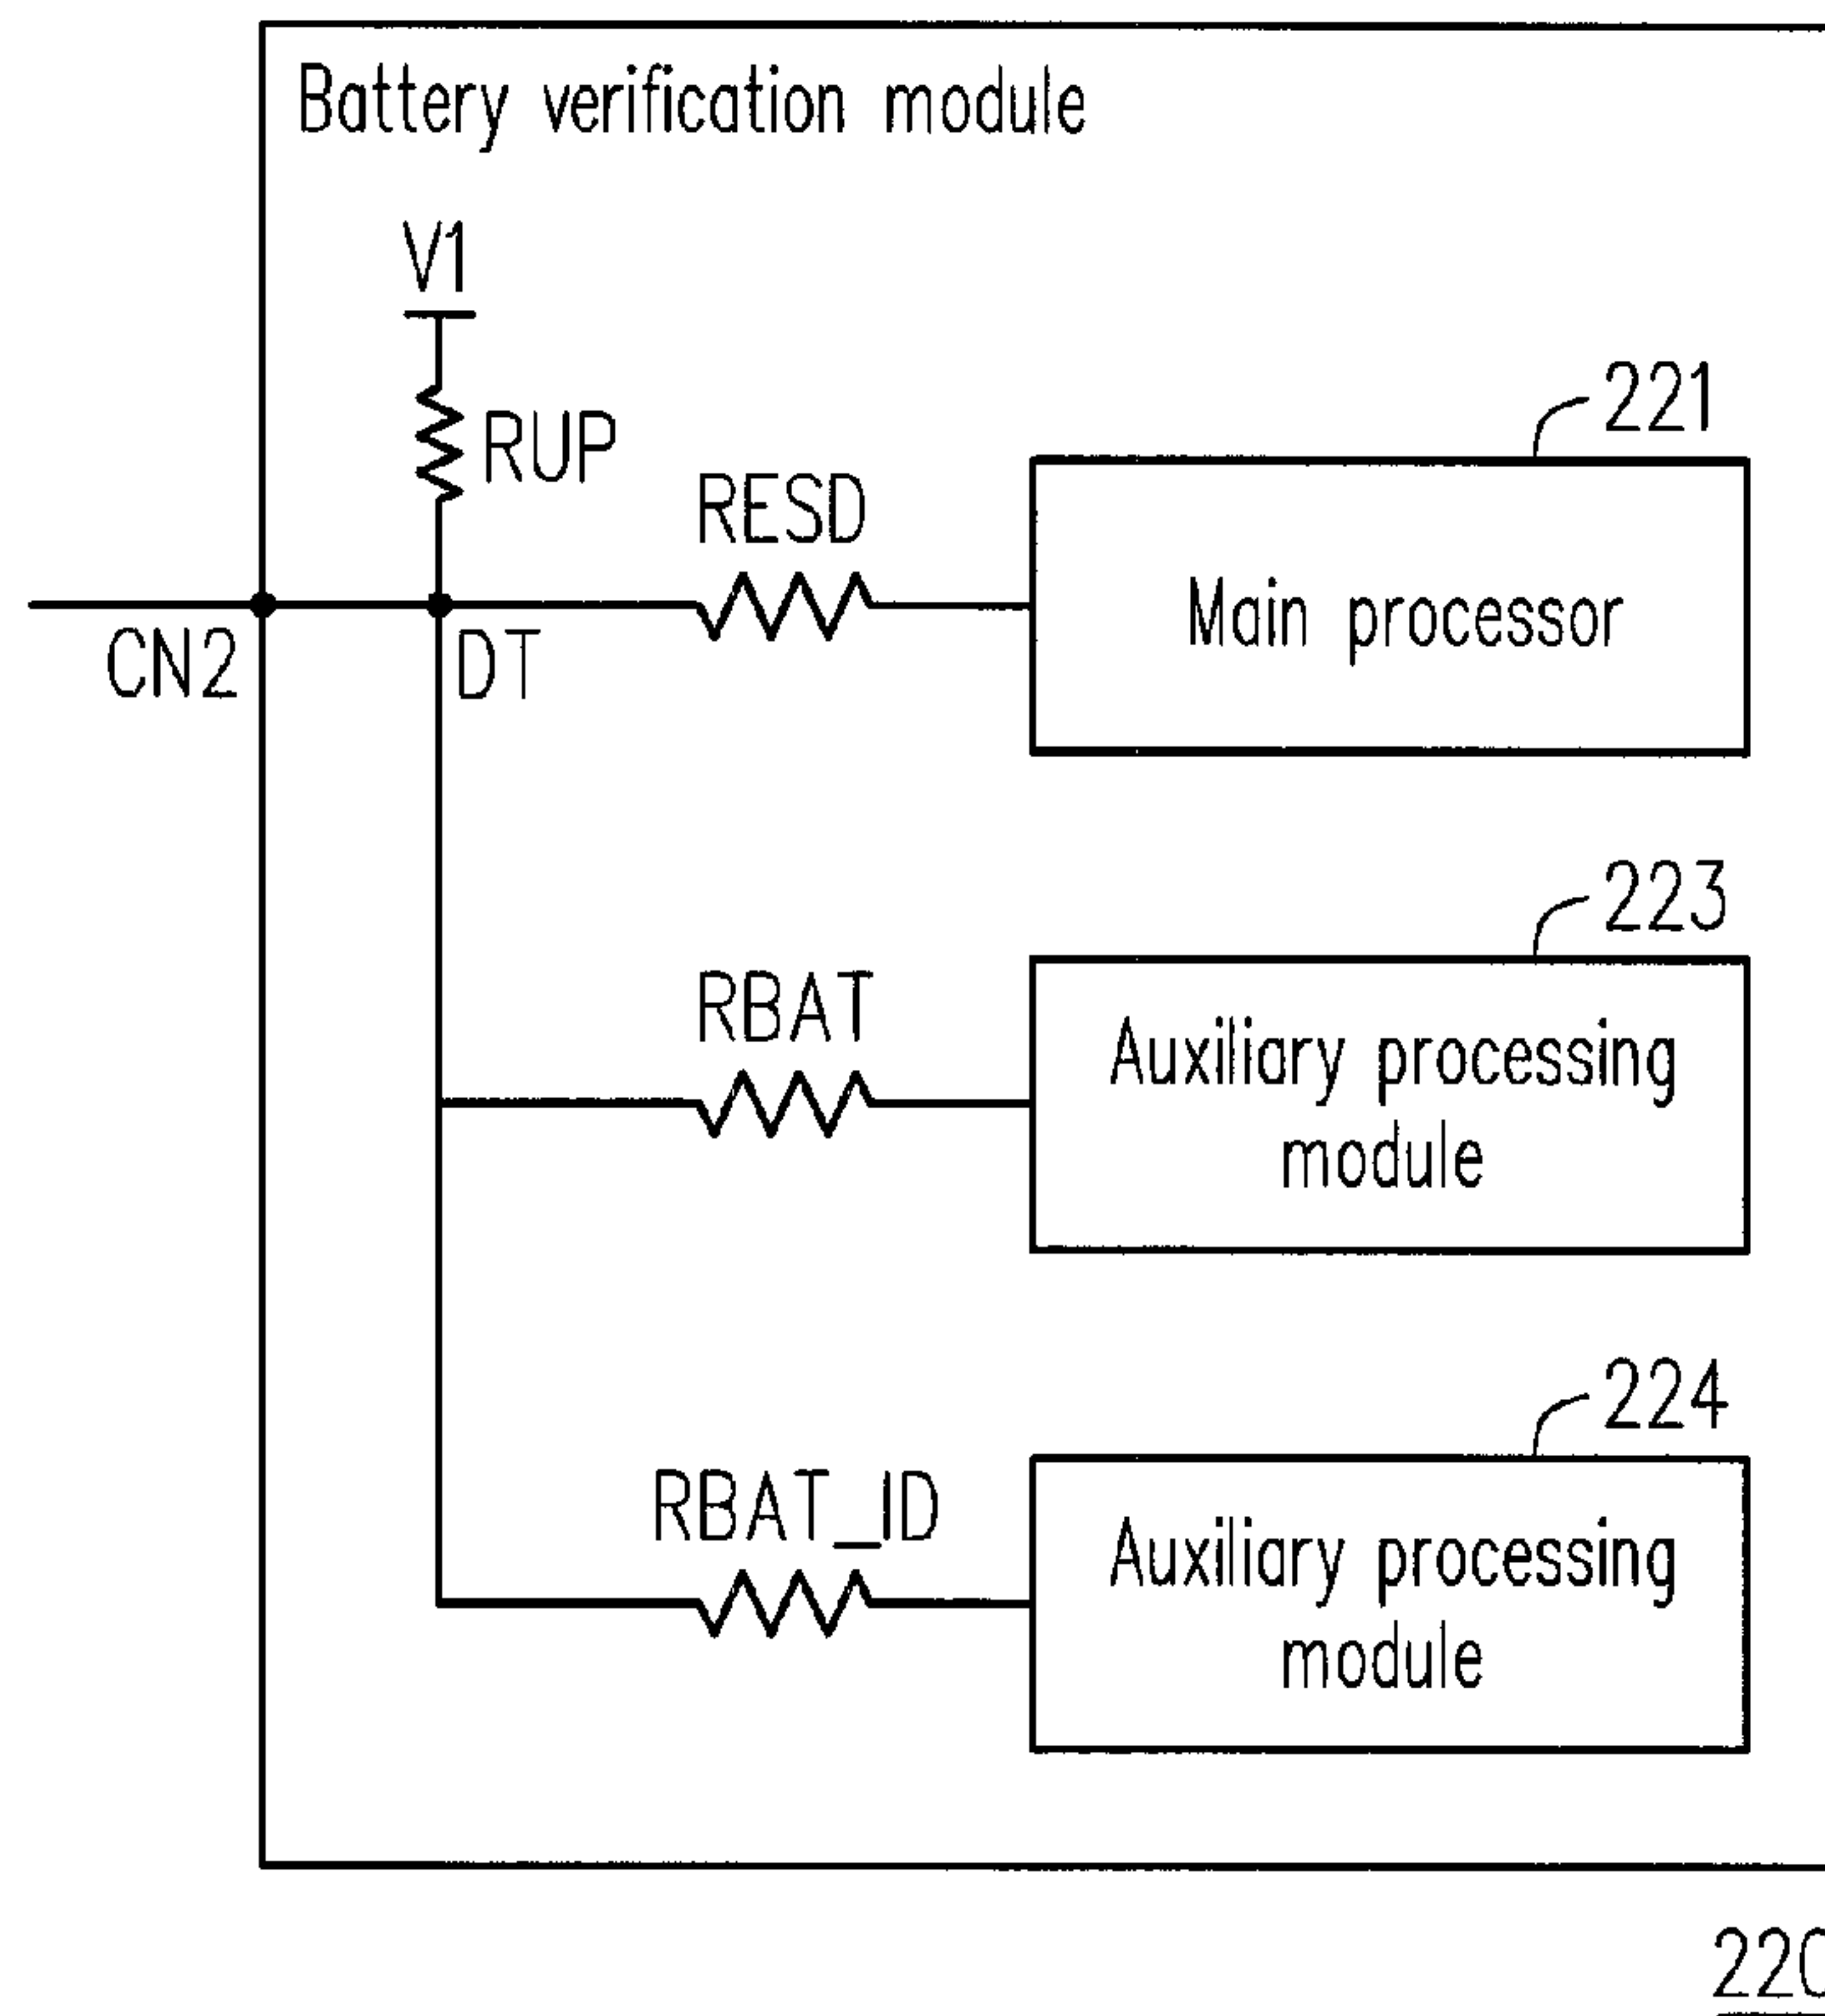 Battery verification module
V1
RUP
221
RESD
Main processor
CN2
DT
223
RBAT
Auxiliary processing
module
224
RBAT_ID
Auxiliary processing
module
220